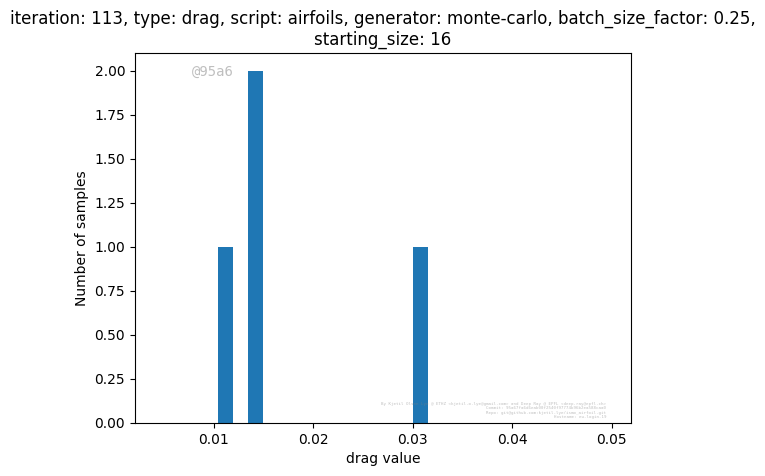 iteration: 113, type: drag, script: airfoils, generator: monte-carlo, batch_size_factor: 0.25,
starting_size: 16
@95a6
2.00
1.75
1.50
1.25
1.00
0.75
0.50
0.25
0.00
Number of samples
0.01
0.02
0.03
0.04
0.05
drag value